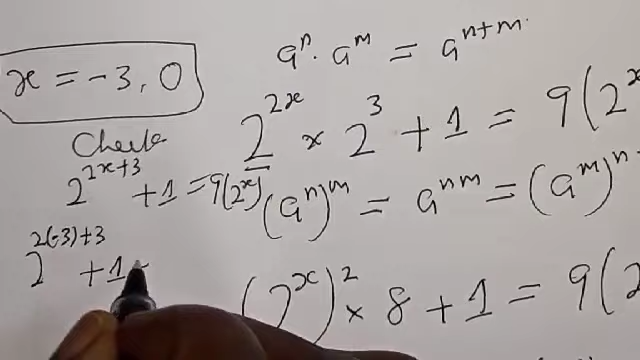 x = -3, 0
Check
2^{2x+3} + 1 = 9(2^x)
2^{2(-3)+3} + 1 =
a^n · a^m = a^{n+m}
2^{2x} × 2^3 + 1 = 9(2^x
(a^n)^m = a^{nm} = (a^m)^n
(2^x)^2 × 8 + 1 = 9(2